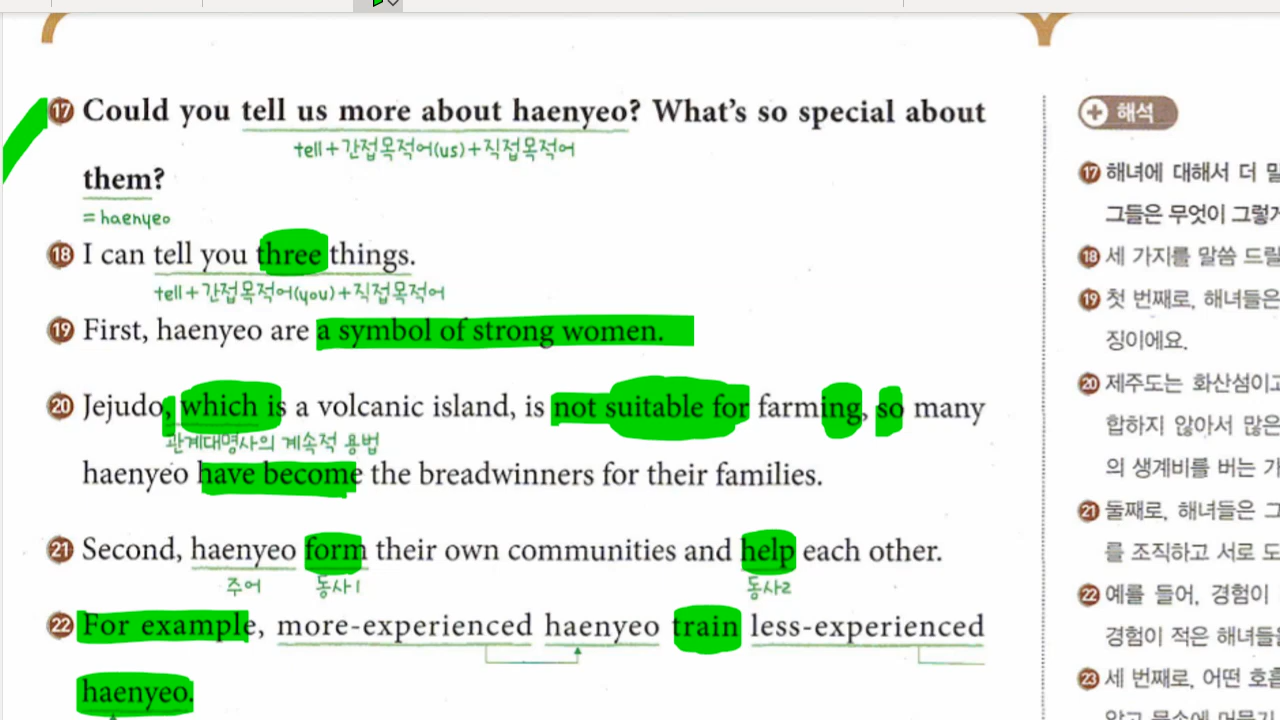 17 Could you tell us more about haenyeo? What's so special about
tell+간접목적어(us)+직접목적어
them?
= haenyeo
18 I can tell you three things.
tell+간접목적어(you)+직접목적어
19 First, haenyeo are a symbol of strong women.
20 Jejudo, which is a volcanic island, is not suitable for farming, so many
관계대명사의 계속적 용법
haenyeo have become the breadwinners for their families.
21 Second, haenyeo form their own communities and help each other.
주어 동사1 동사2
22 For example, more-experienced haenyeo train less-experienced
haenyeo.
+ 해석
17 해녀에 대해서 더 말
그들은 무엇이 그렇게
18 세 가지를 말씀 드릴
19 첫 번째로, 해녀들은
징이에요.
20 제주도는 화산섬이고
합하지 않아서 많은
의 생계비를 버는 가
21 둘째로, 해녀들은 그
를 조직하고 서로 도
22 예를 들어, 경험이
경험이 적은 해녀들을
23 세 번째로, 어떤 호흡